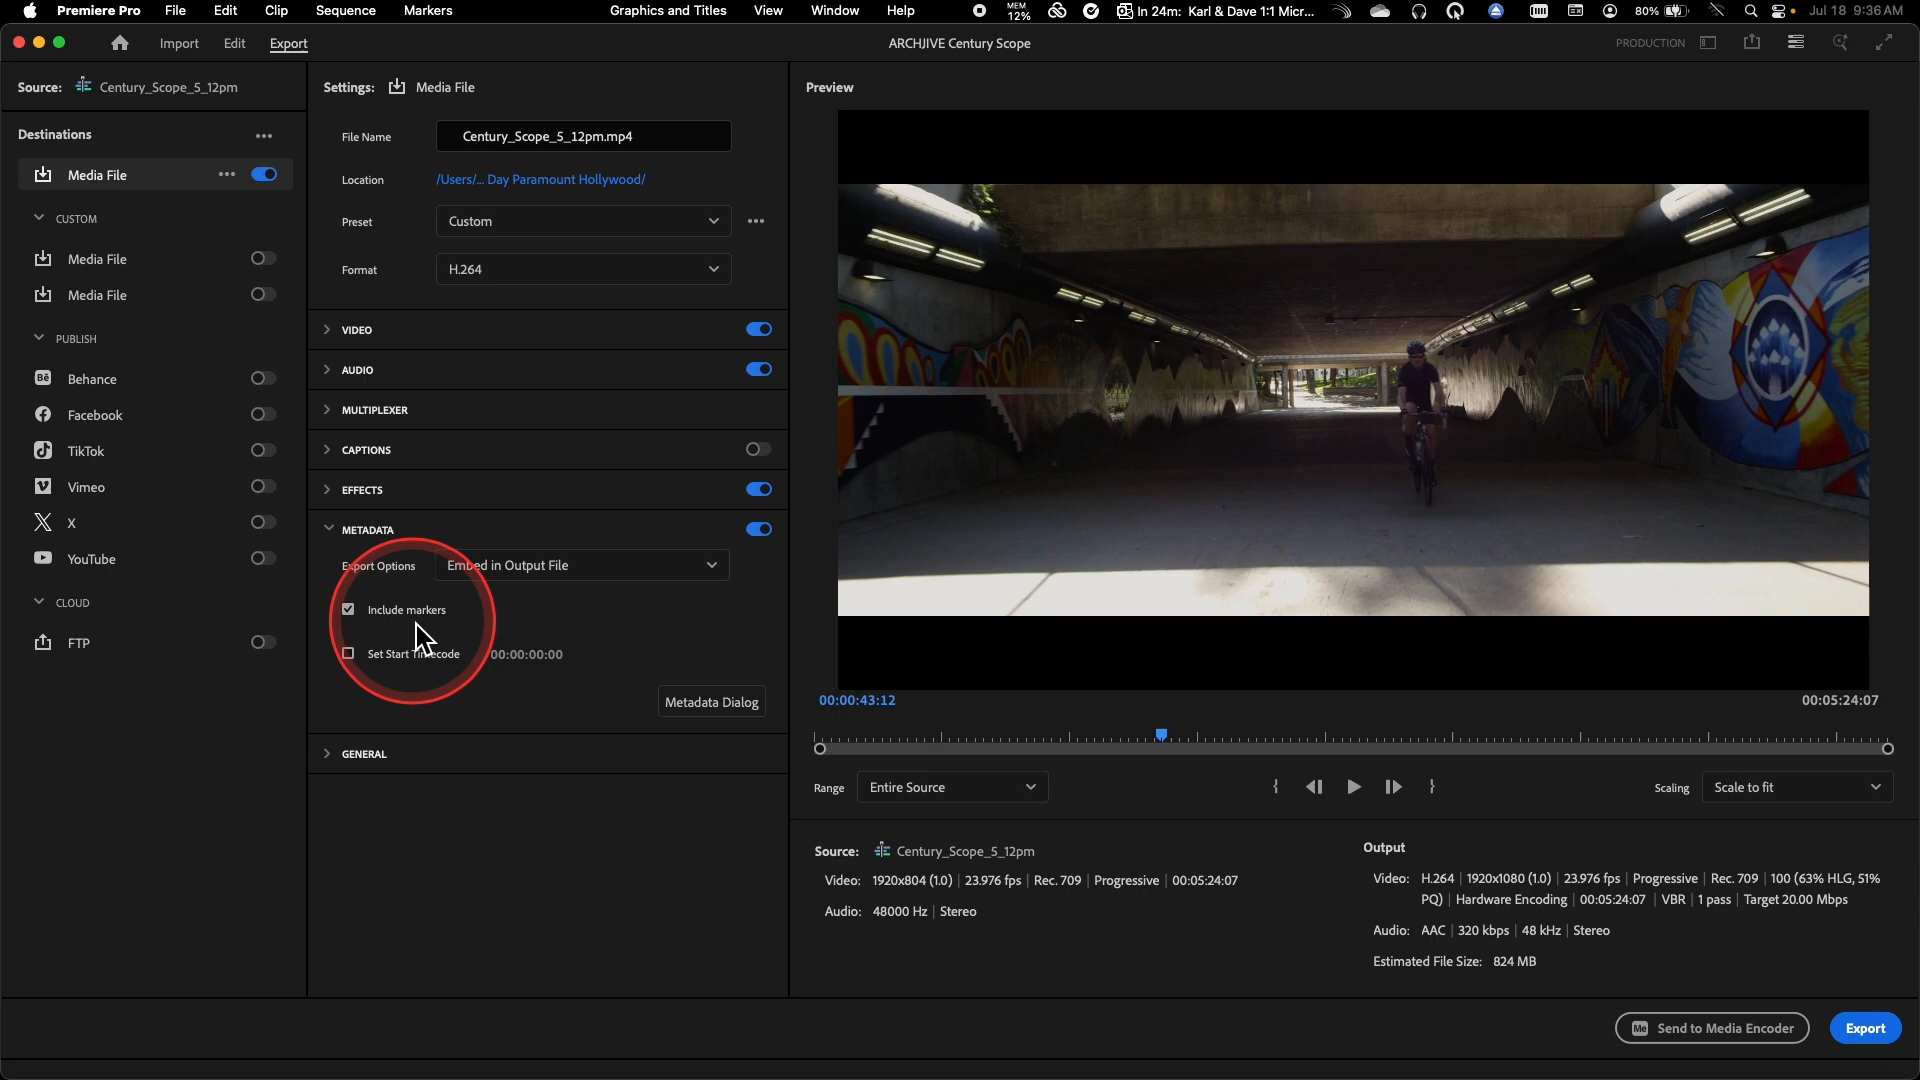 Premiere Pro File Edit Clip Sequence Markers Graphics and Titles View Window Help MEM 12% In 24m: Karl & Dave 1:1 Micr... 80% Jul 18 9:36 AM
Import Edit Export ARCHJIVE Century Scope PRODUCTION
Source: Century_Scope_5_12pm
Destinations
Media File
CUSTOM
Media File
Media File
PUBLISH
Behance
Facebook
TikTok
Vimeo
X
YouTube
CLOUD
FTP
Settings: Media File
File Name Century_Scope_5_12pm.mp4
Location /Users/... Day Paramount Hollywood/
Preset Custom
Format H.264
VIDEO
AUDIO
MULTIPLEXER
CAPTIONS
EFFECTS
METADATA
Export Options Embed in Output File
Include markers
Set Start Timecode 00:00:00:00
Metadata Dialog
GENERAL
Preview
00:00:43:12 00:05:24:07
Range Entire Source Scaling Scale to fit
Source: Century_Scope_5_12pm
Video: 1920x804 (1.0) | 23.976 fps | Rec. 709 | Progressive | 00:05:24:07
Audio: 48000 Hz | Stereo
Output
Video: H.264 | 1920x1080 (1.0) | 23.976 fps | Progressive | Rec. 709 | 100 (63% HLG, 51%
PQ) | Hardware Encoding | 00:05:24:07 | VBR | 1 pass | Target 20.00 Mbps
Audio: AAC | 320 kbps | 48 kHz | Stereo
Estimated File Size: 824 MB
Me Send to Media Encoder Export